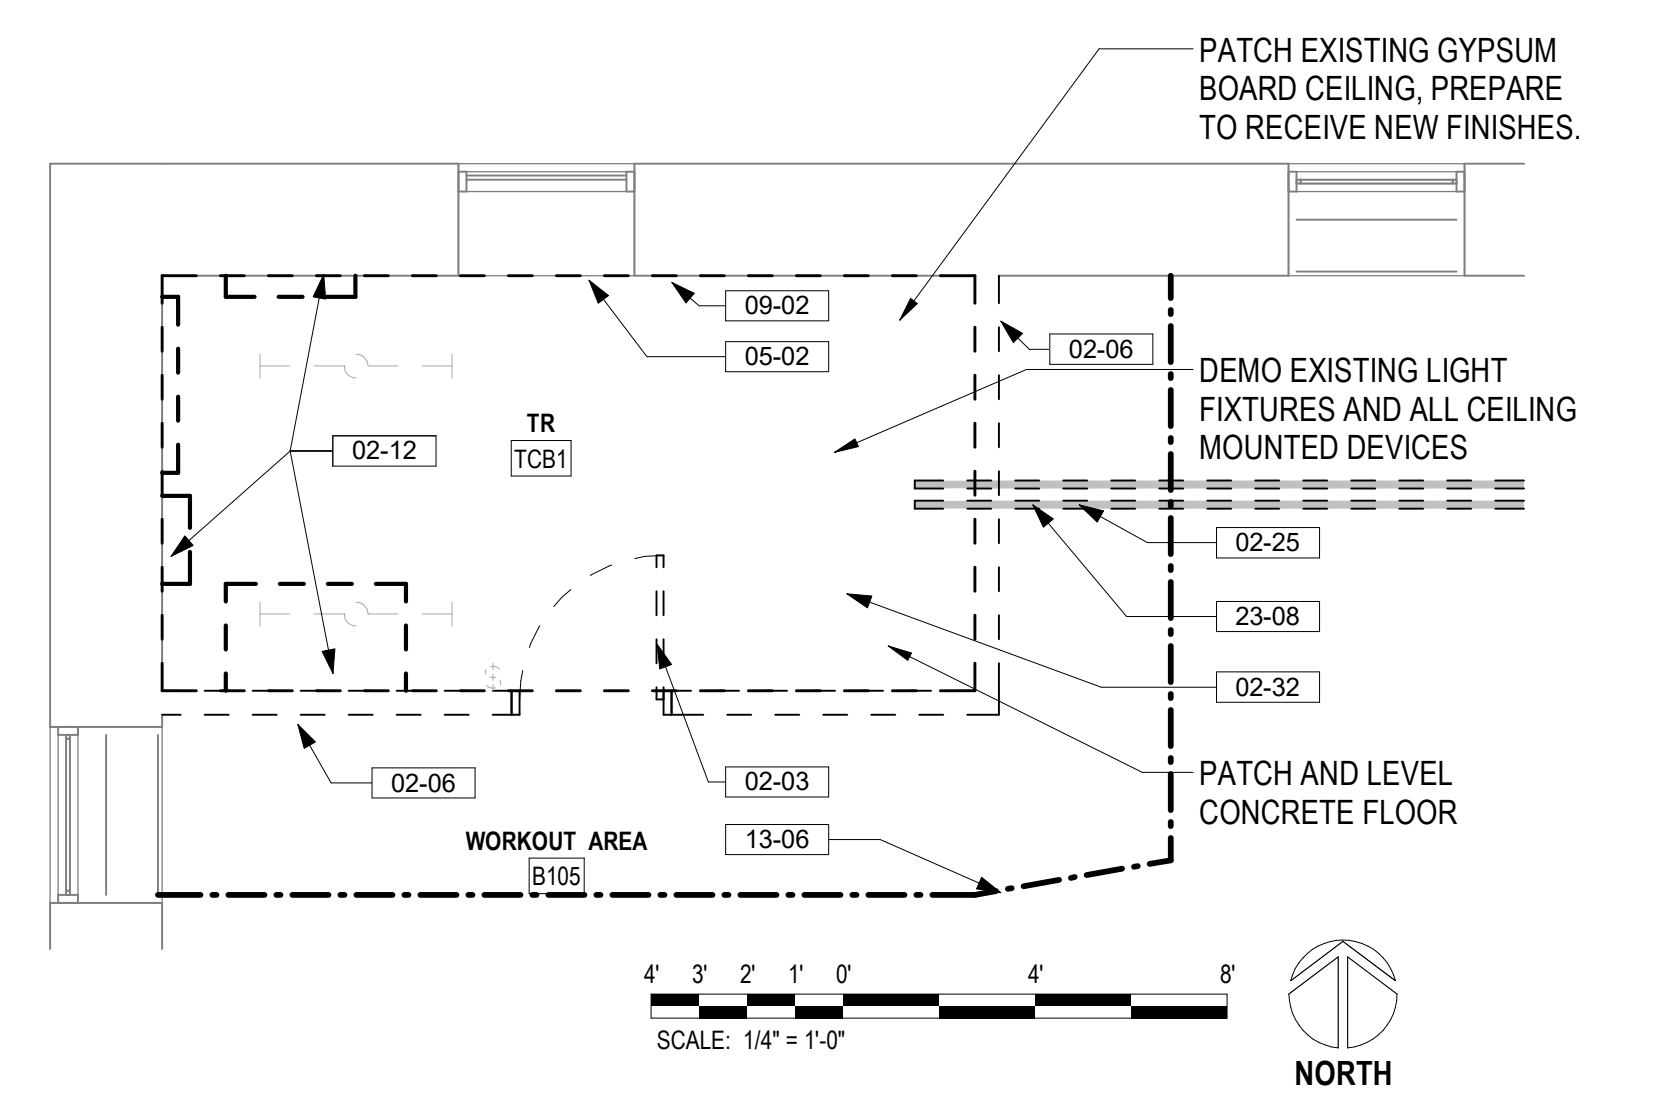 PATCH EXISTING GYPSUM
BOARD CEILING, PREPARE
TO RECEIVE NEW FINISHES.
09-02
05-02
02-06
DEMO EXISTING LIGHT
FIXTURES AND ALL CEILING
MOUNTED DEVICES
TR
TCB1
02-12
02-25
23-08
02-32
02-06
02-03
PATCH AND LEVEL
CONCRETE FLOOR
WORKOUT AREA
B105
13-06
4' 3' 2' 1' 0' 4' 8'
SCALE: 1/4" = 1'-0"
NORTH